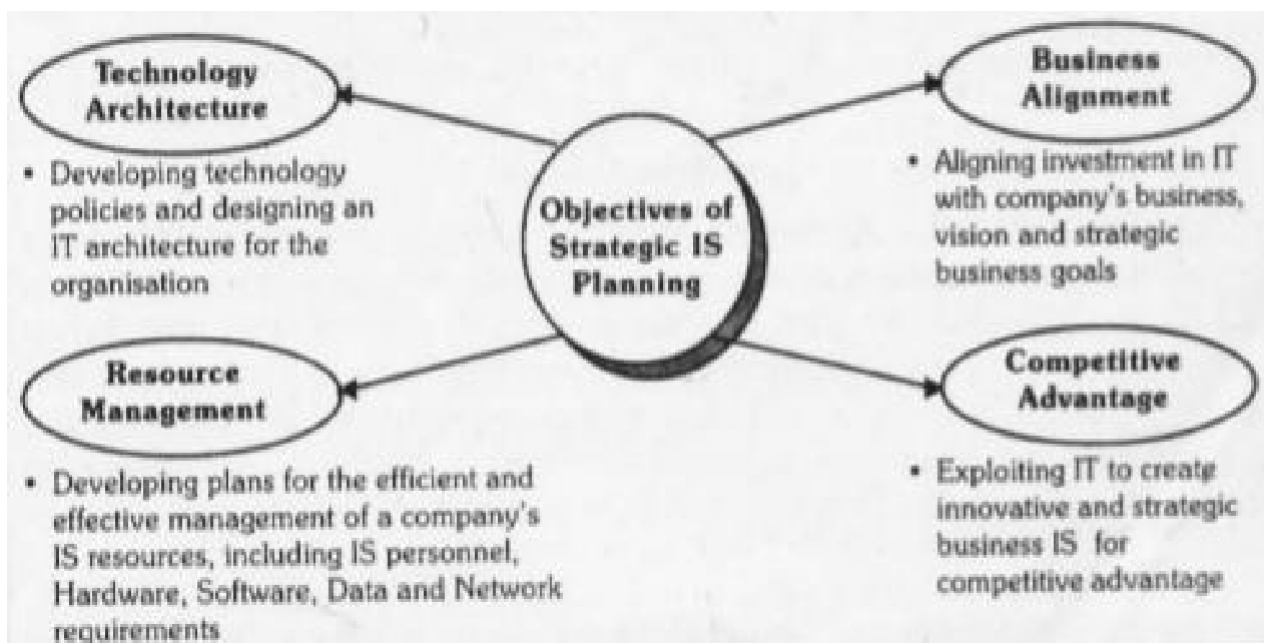 Technology
Architecture
• Developing technology
policies and designing an
IT architecture for the
organisation
Business
Alignment
• Aligning investment in IT
with company's business,
vision and strategic
business goals
Objectives of
Strategic IS
Planning
Resource
Management
• Developing plans for the efficient and
effective management of a company's
IS resources, including IS personnel,
Hardware, Software, Data and Network
requirements
Competitive
Advantage
• Exploiting IT to create
innovative and strategic
business IS for
competitive advantage